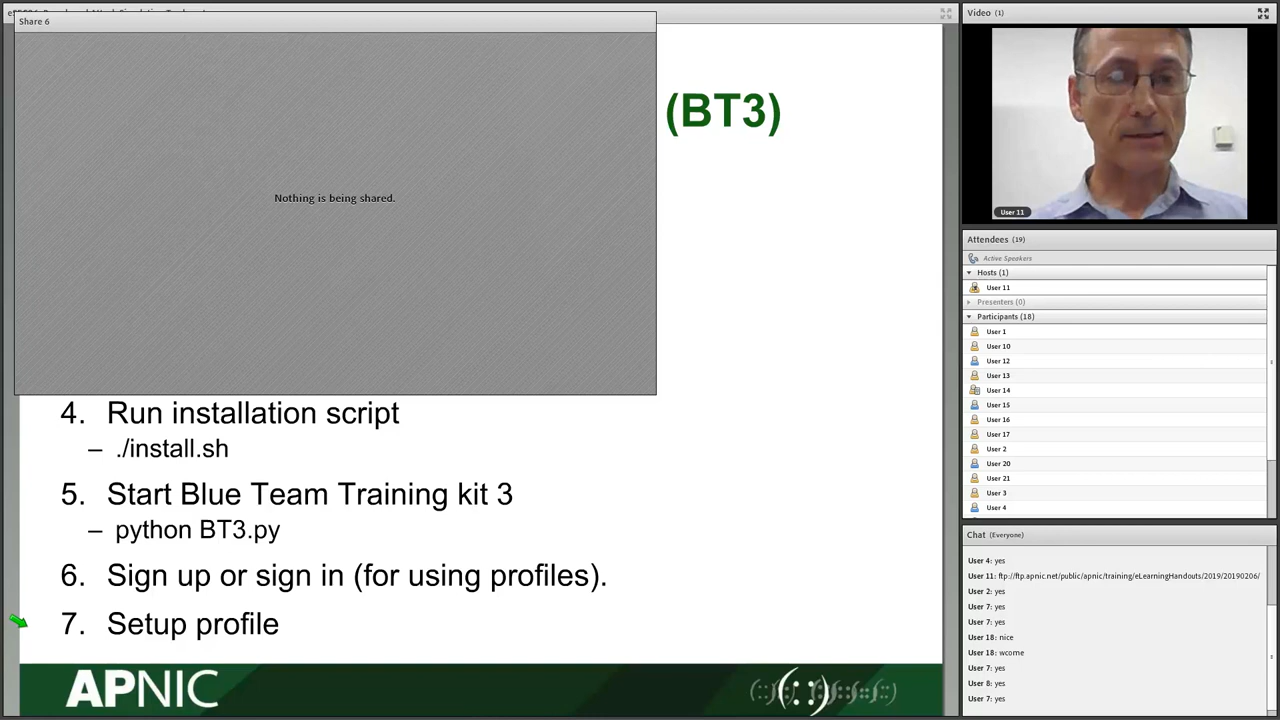 Share 6
Nothing is being shared.
(BT3)
4. Run installation script
– ./install.sh
5. Start Blue Team Training kit 3
– python BT3.py
6. Sign up or sign in (for using profiles).
7. Setup profile
APNIC
Video (1)
User 11
Attendees (19)
Active Speakers
Hosts (1)
User 11
Presenters (0)
Participants (18)
User 1
User 10
User 12
User 13
User 14
User 15
User 16
User 17
User 2
User 20
User 21
User 3
User 4
Chat (Everyone)
User 4: yes
User 11: ftp://ftp.apnic.net/public/apnic/training/eLearningHandouts/2019/20190206/
User 2: yes
User 7: yes
User 7: yes
User 18: nice
User 18: wcome
User 7: yes
User 8: yes
User 7: yes